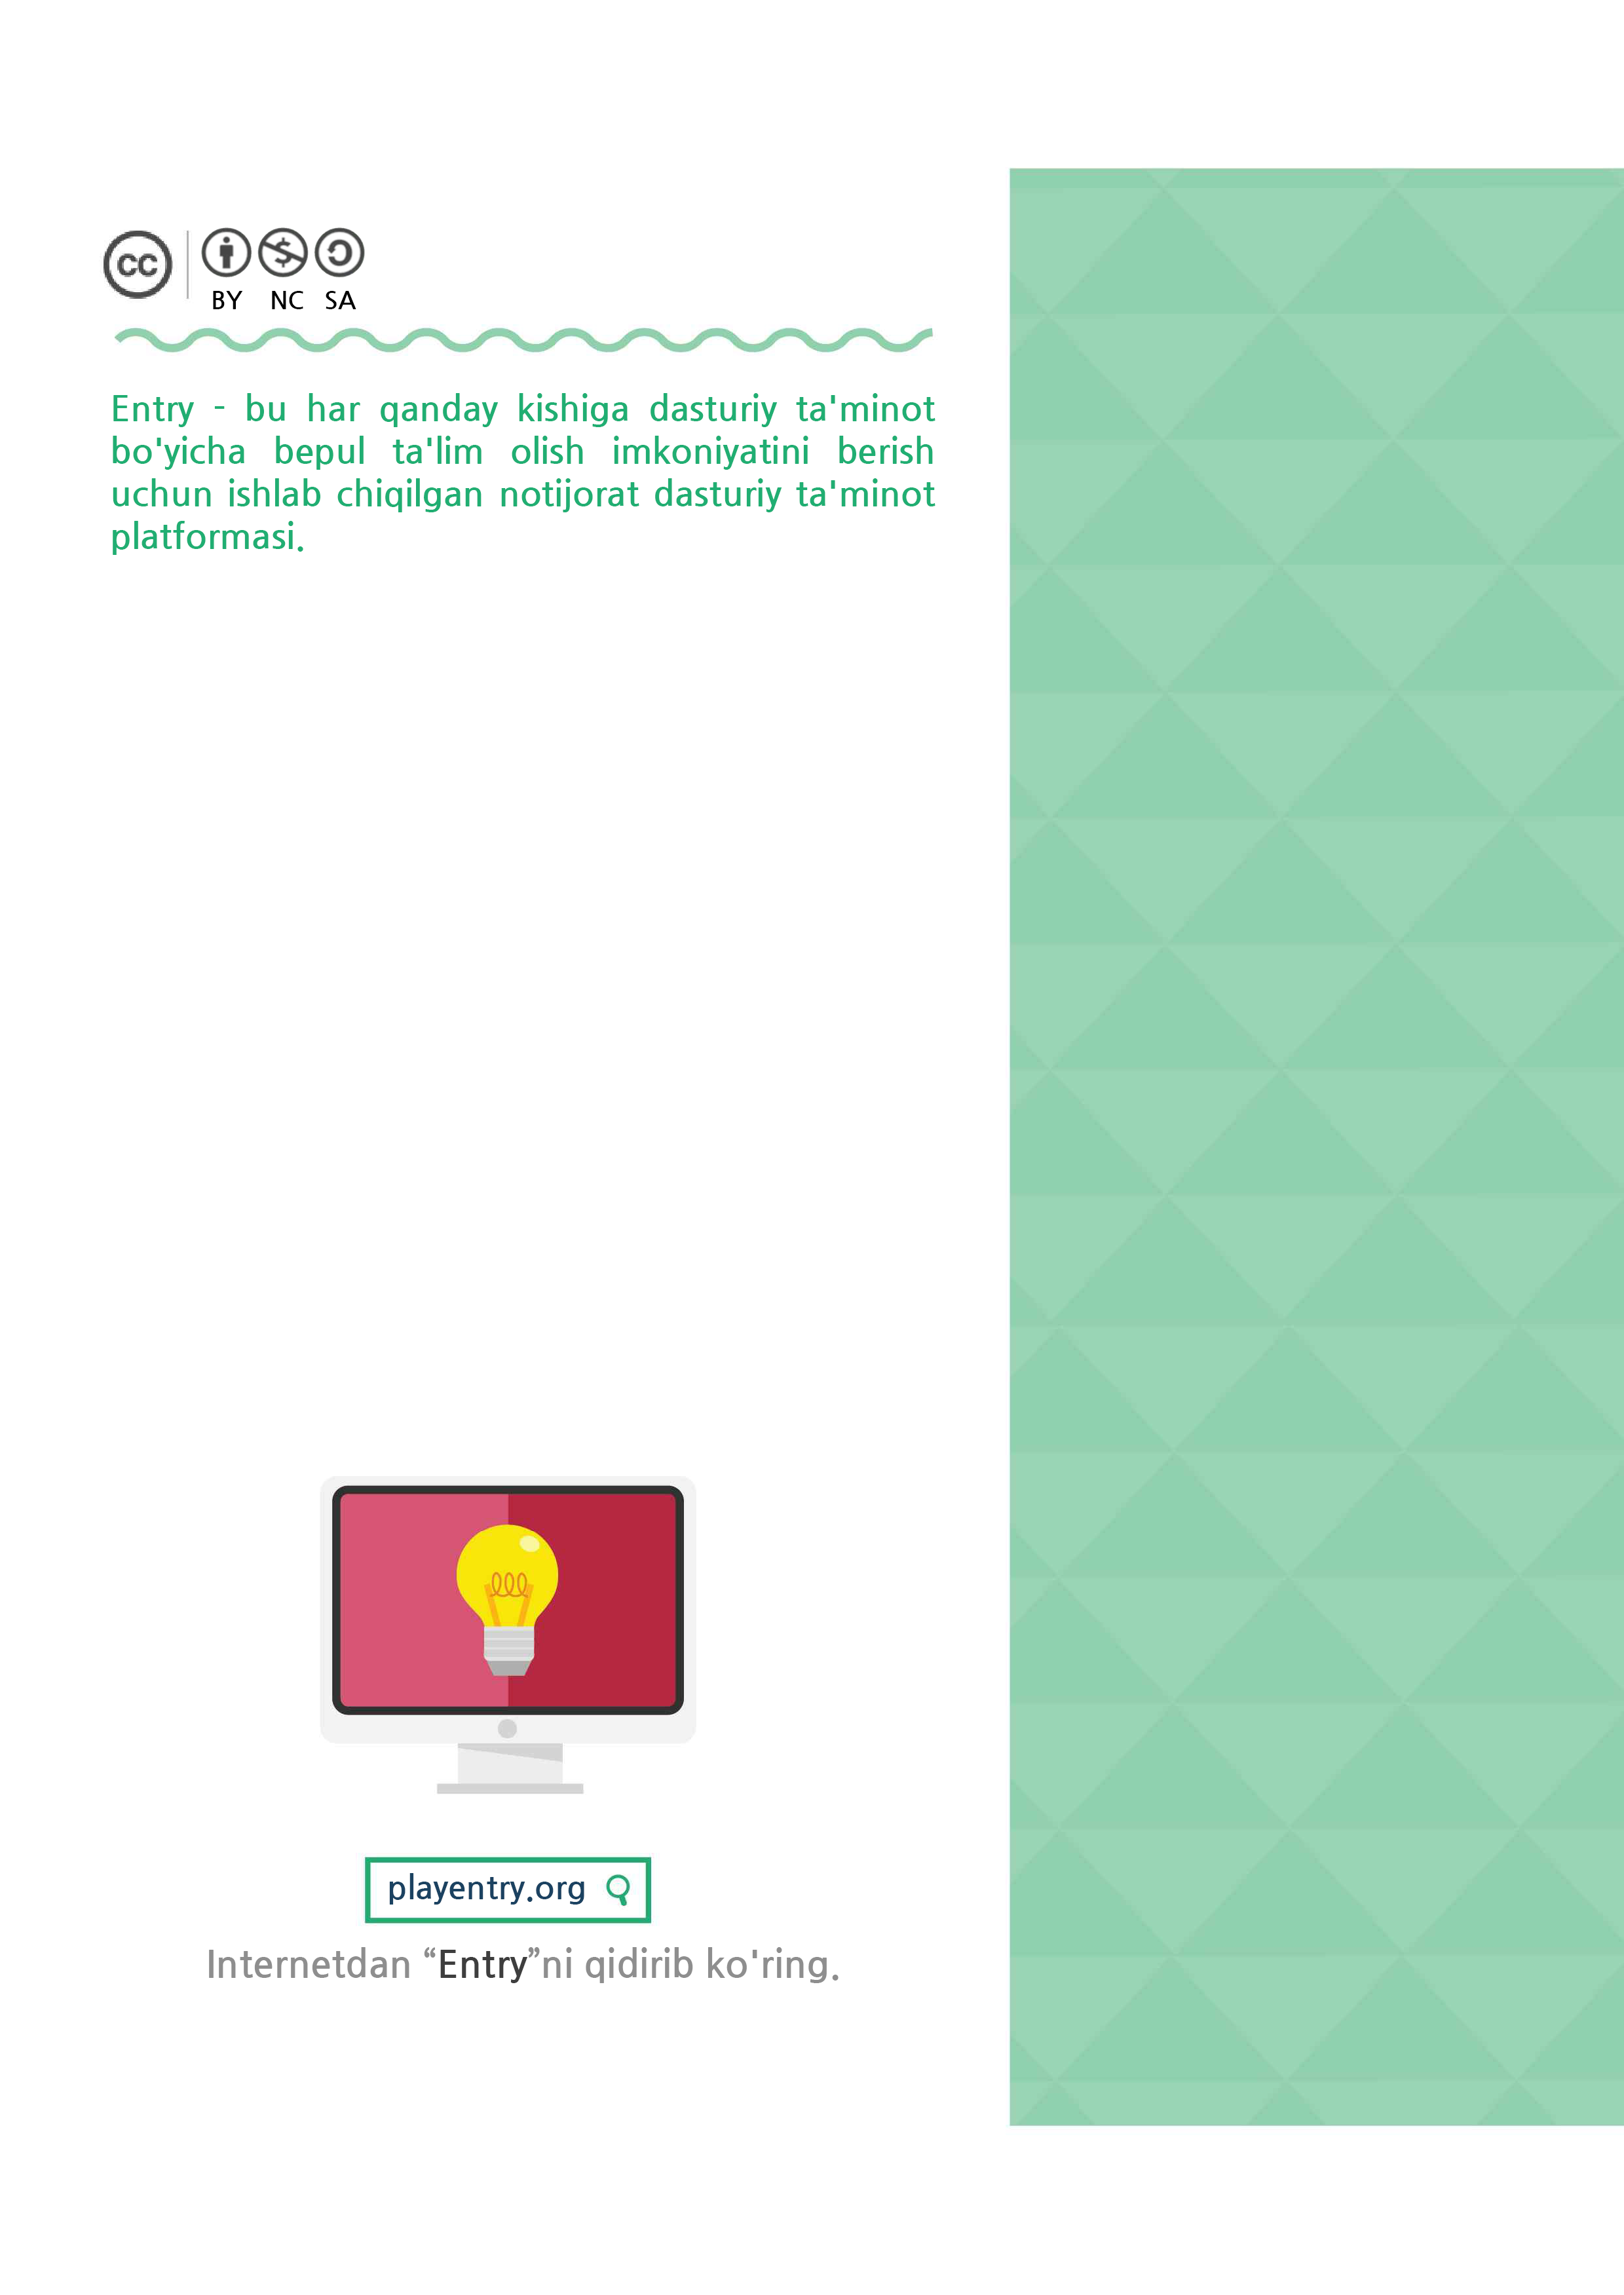 cc
BY NC SA
Entry - bu har qanday kishiga dasturiy ta'minot
bo'yicha bepul ta'lim olish imkoniyatini berish
uchun ishlab chiqilgan notijorat dasturiy ta'minot
platformasi.
playentry.org
Internetdan “Entry”ni qidirib ko'ring.